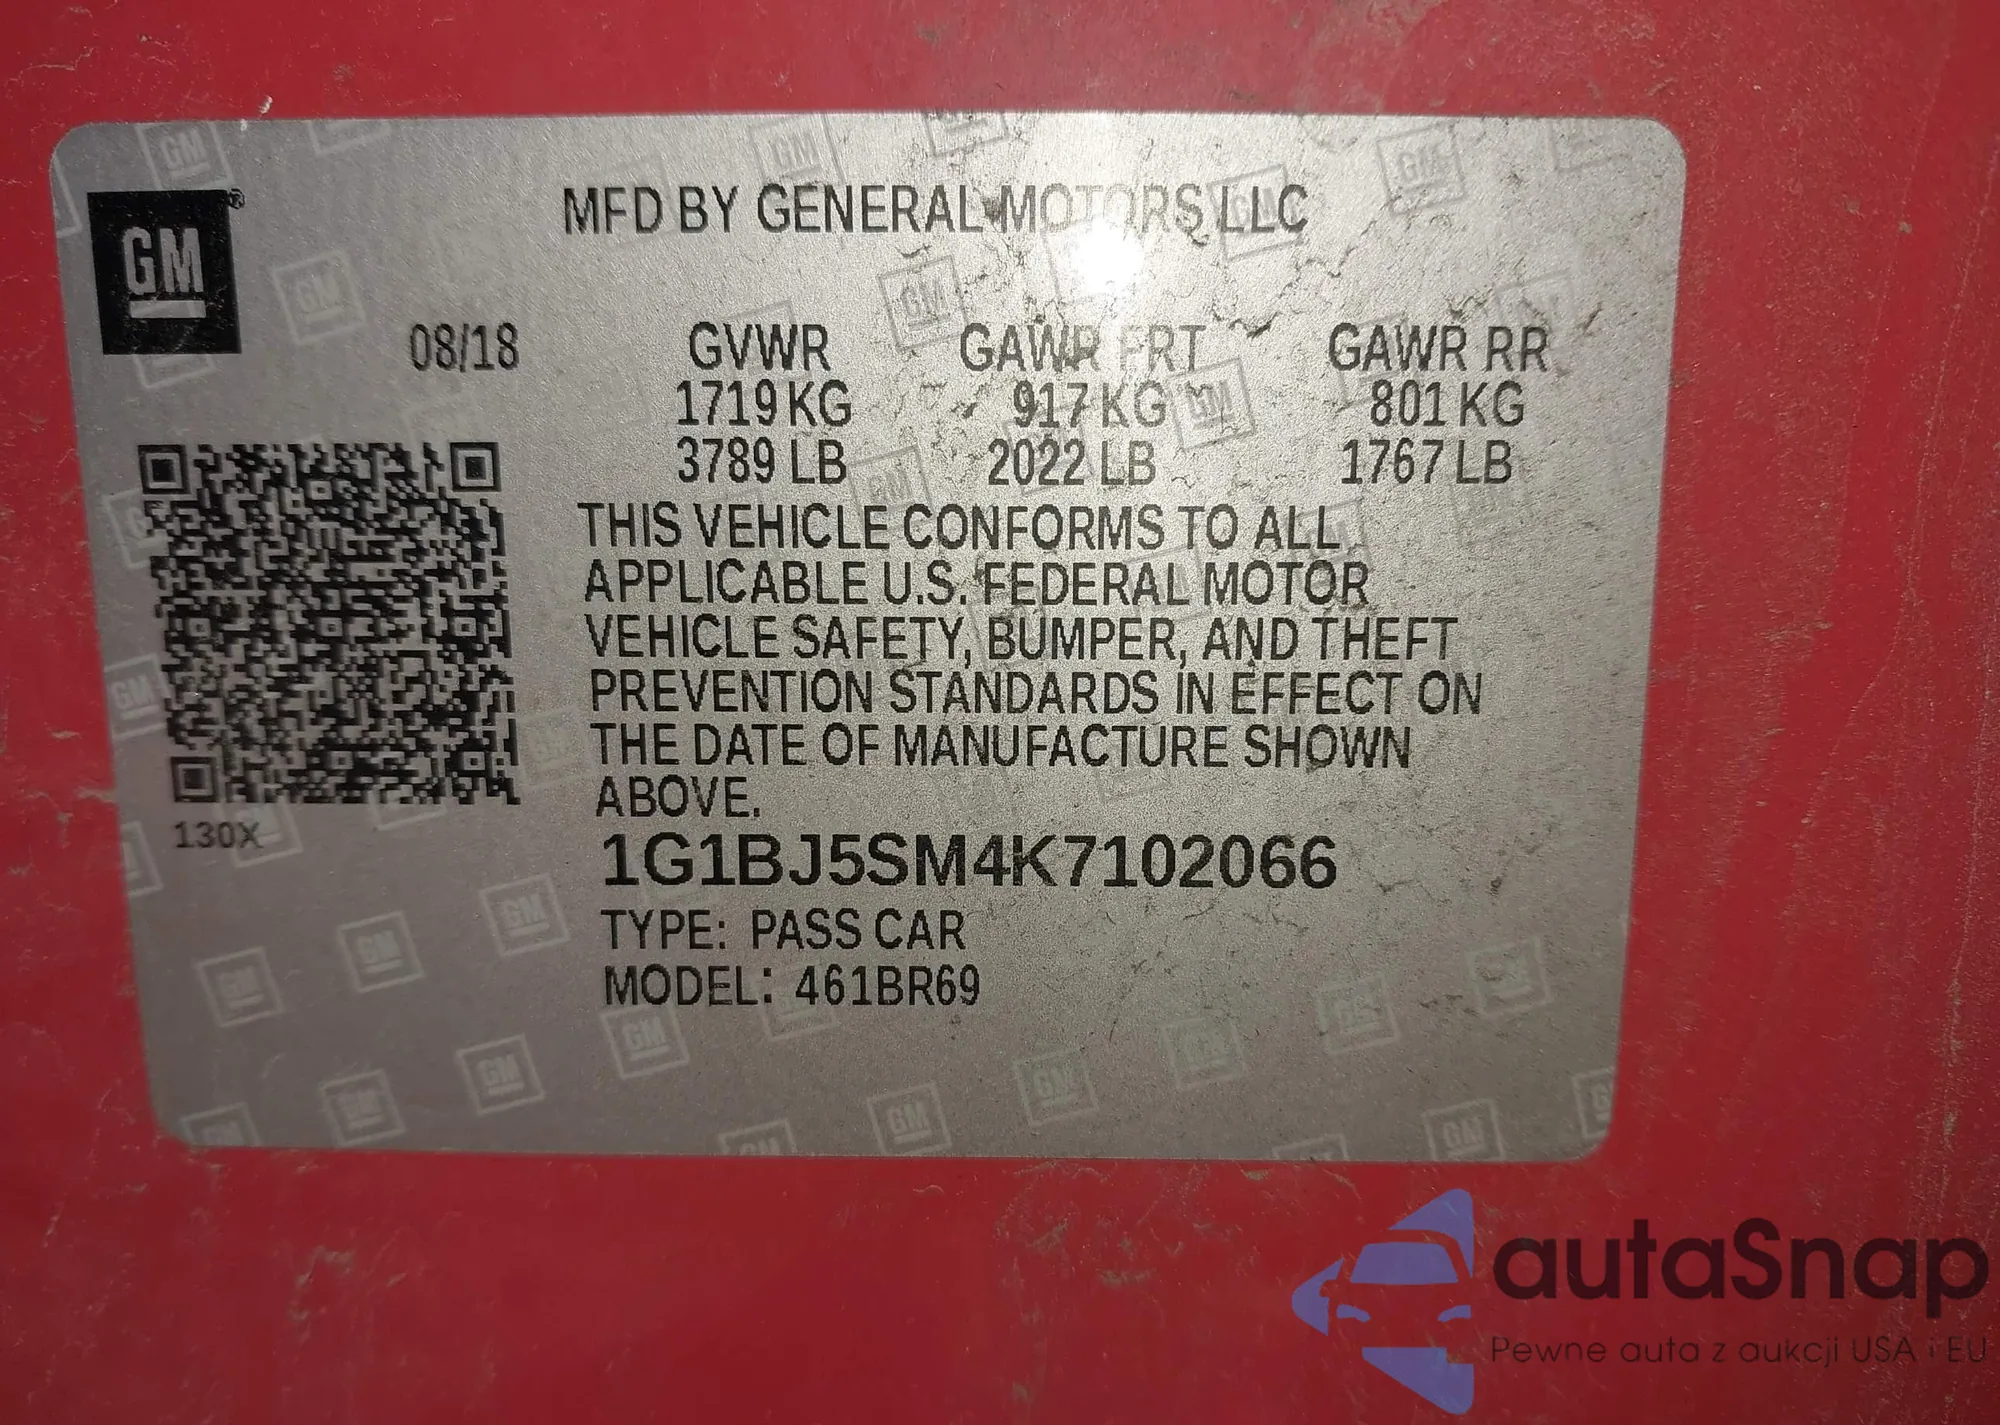 GM®
MFD BY GENERAL MOTORS LLC
08/18 GVWR GAWR FRT GAWR RR
1719 KG 917 KG 801 KG
3789 LB 2022 LB 1767 LB
THIS VEHICLE CONFORMS TO ALL
APPLICABLE U.S. FEDERAL MOTOR
VEHICLE SAFETY, BUMPER, AND THEFT
PREVENTION STANDARDS IN EFFECT ON
THE DATE OF MANUFACTURE SHOWN
ABOVE.
130X
1G1BJ5SM4K7102066
TYPE: PASS CAR
MODEL: 461BR69
autaSnap
Pewne auta z aukcji USA i EU